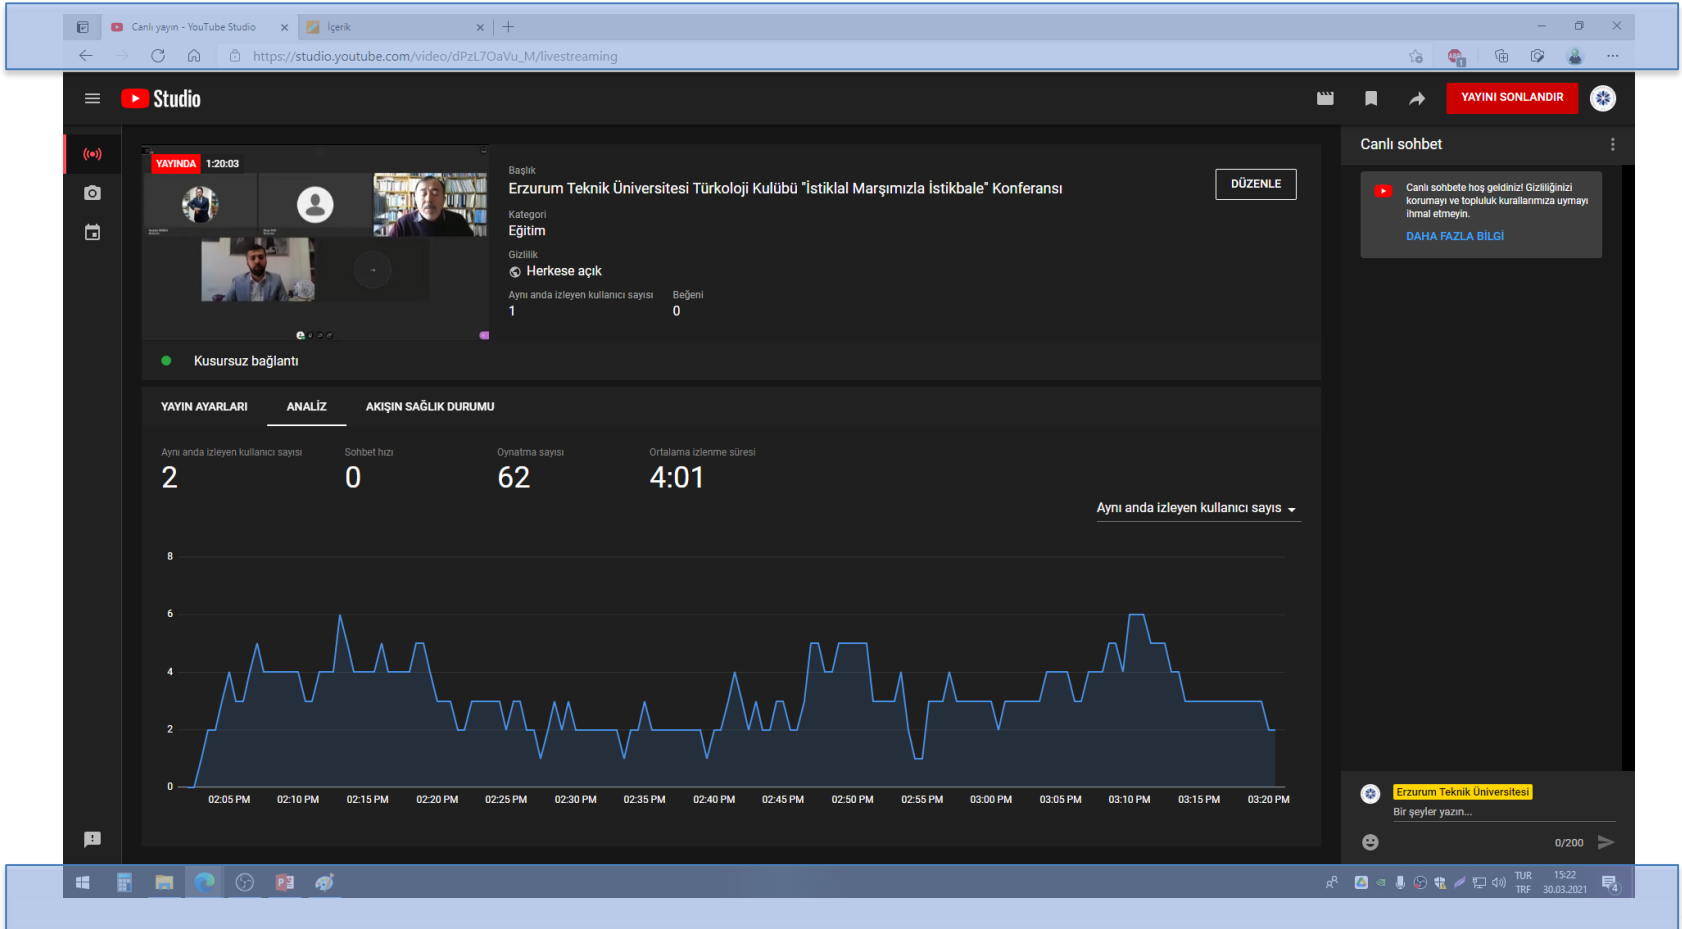 Canlı yayın - YouTube Studio
İçerik
https://studio.youtube.com/video/dPzL7OaVu_M/livestreaming
ABP
1
Studio
YAYINI SONLANDIR
YAYINDA 1:20:03
Başlık
Erzurum Teknik Üniversitesi Türkoloji Kulübü "İstiklal Marşımızla İstikbale" Konferansı
DÜZENLE
Kategori
Eğitim
Gizlilik
Herkese açık
Aynı anda izleyen kullanıcı sayısı Beğeni
1 0
Kusursuz bağlantı
YAYIN AYARLARI ANALİZ AKIŞIN SAĞLIK DURUMU
Aynı anda izleyen kullanıcı sayısı Sohbet hızı Oynatma sayısı Ortalama izlenme süresi
2 0 62 4:01
Aynı anda izleyen kullanıcı sayıs
8
6
4
2
0
02:05 PM 02:10 PM 02:15 PM 02:20 PM 02:25 PM 02:30 PM 02:35 PM 02:40 PM 02:45 PM 02:50 PM 02:55 PM 03:00 PM 03:05 PM 03:10 PM 03:15 PM 03:20 PM
Canlı sohbet
Canlı sohbete hoş geldiniz! Gizliliğinizi
korumayı ve topluluk kurallarımıza uymayı
ihmal etmeyin.
DAHA FAZLA BİLGİ
Erzurum Teknik Üniversitesi
Bir şeyler yazın...
0/200
TUR 15:22
TRF 30.03.2021
4